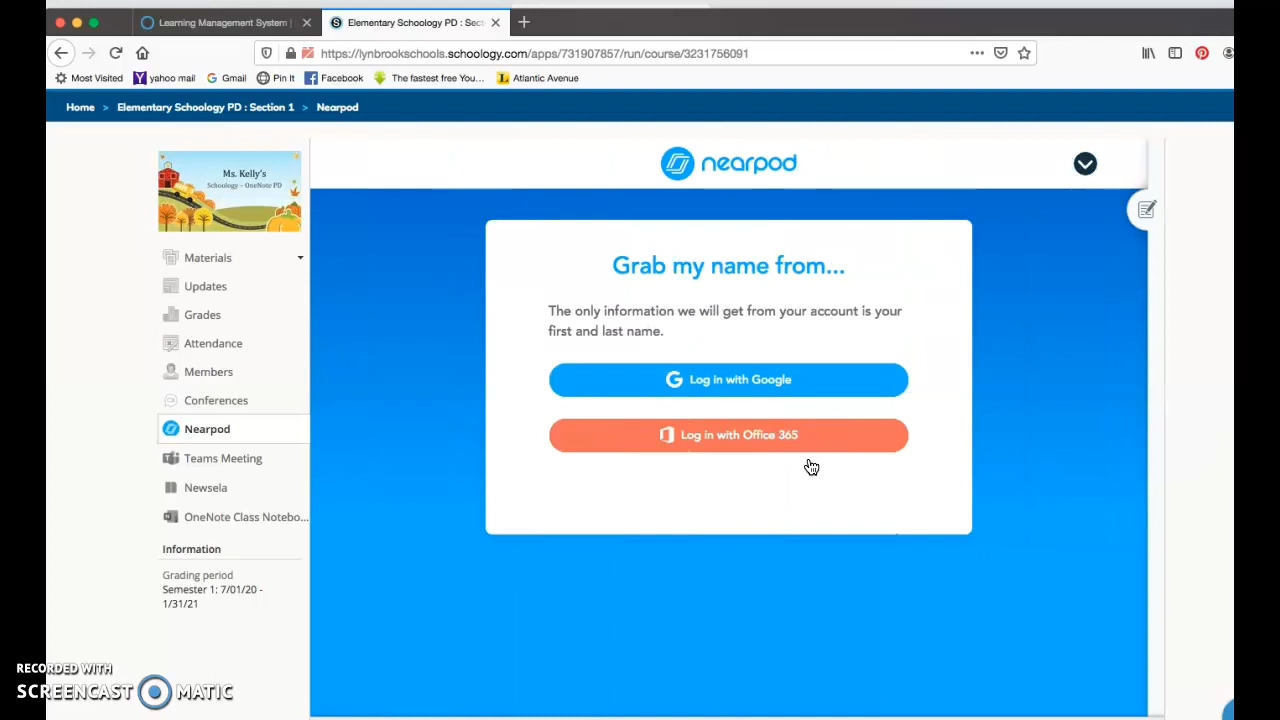 Learning Management System |
Elementary Schoology PD : Sect
https://lynbrookschools.schoology.com/apps/731907857/run/course/3231756091
Most Visited
yahoo mail
Gmail
Pin It
Facebook
The fastest free You...
Atlantic Avenue
Home > Elementary Schoology PD : Section 1 > Nearpod
Ms. Kelly's
Schoology - OneNote PD
Materials
Updates
Grades
Attendance
Members
Conferences
Nearpod
Teams Meeting
Newsela
OneNote Class Notebo...
Information
Grading period
Semester 1: 7/01/20 -
1/31/21
nearpod
Grab my name from...
The only information we will get from your account is your
first and last name.
Log in with Google
Log in with Office 365
RECORDED WITH
SCREENCAST MATIC